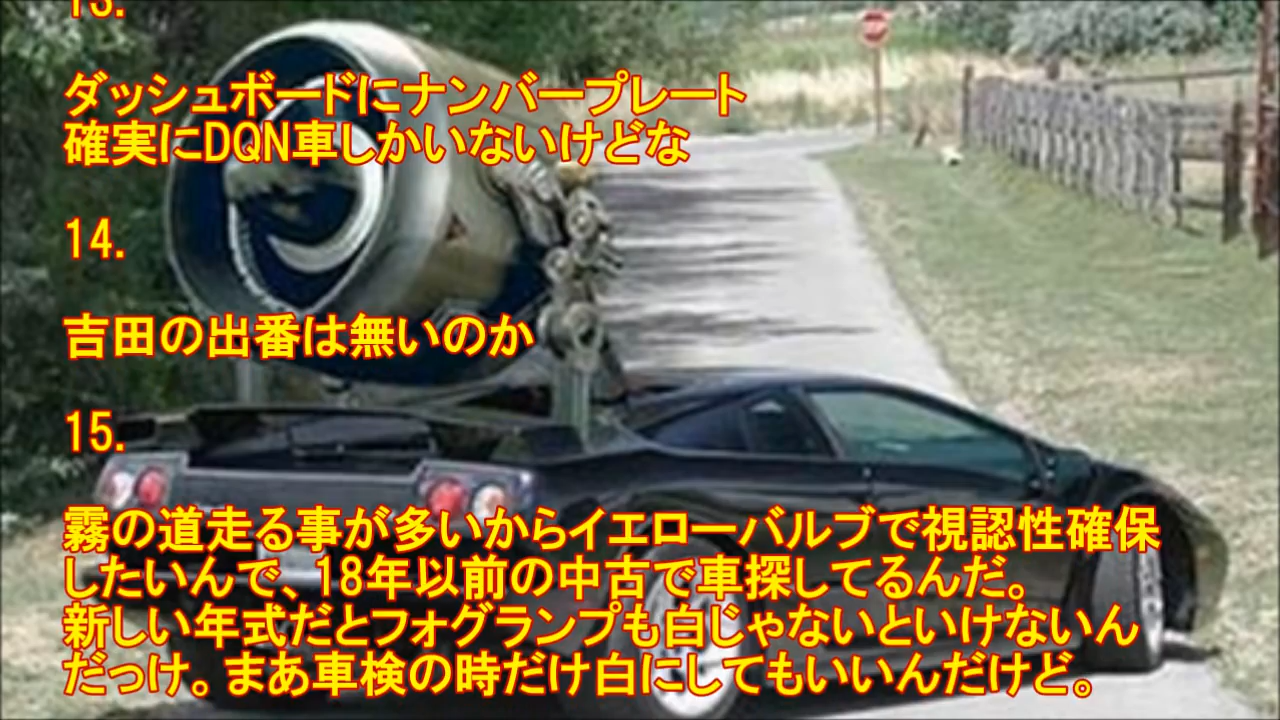 13.
ダッシュボードにナンバープレート
確実にDQN車しかいないけどな
14.
吉田の出番は無いのか
15.
霧の道走る事が多いからイエローバルブで視認性確保
したいんで、18年以前の中古で車探してるんだ。
新しい年式だとフォグランプも白じゃないといけないん
だっけ。まあ車検の時だけ白にしてもいいんだけど。